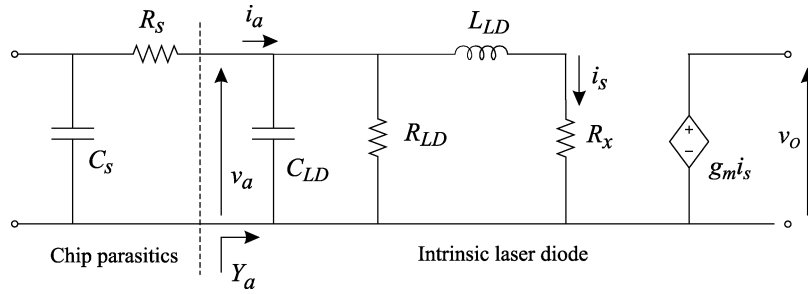 R_s
i_a
L_LD
i_s
C_s
v_a
C_LD
R_LD
R_x
+
−
g_m i_s
v_o
Chip parasitics
Y_a
Intrinsic laser diode